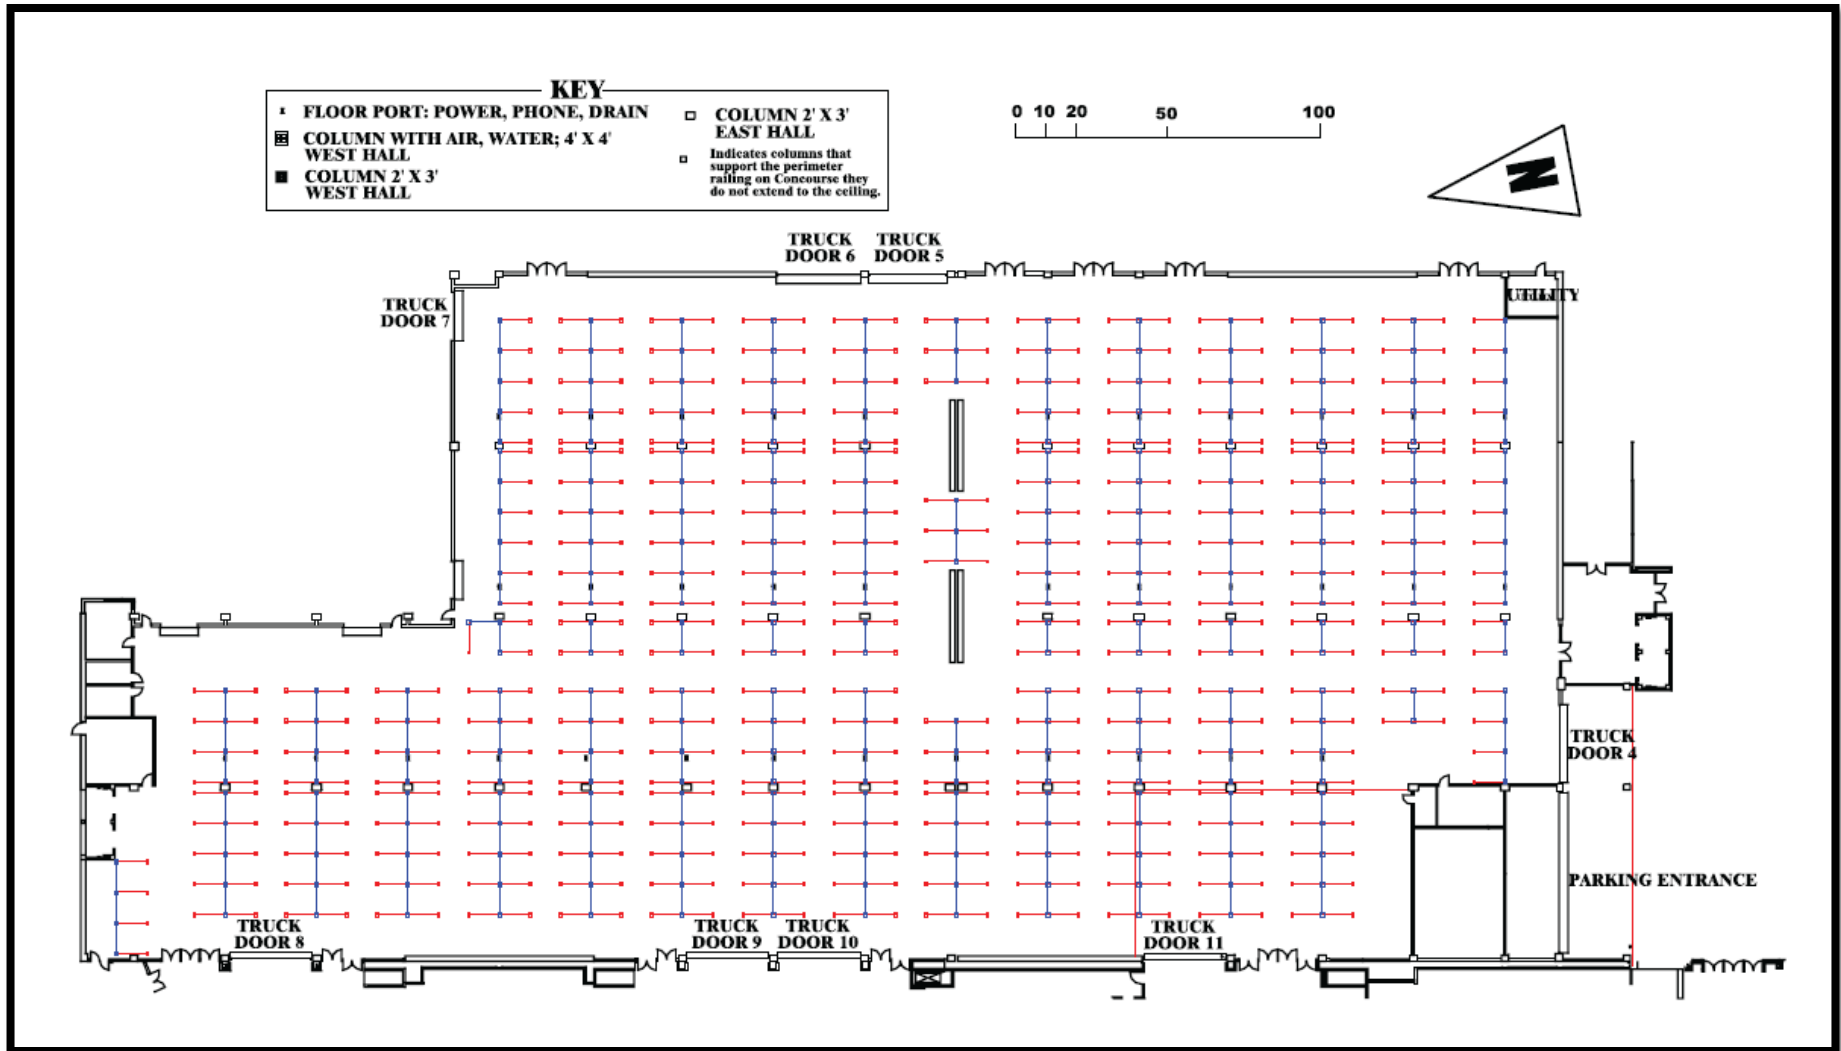 KEY
FLOOR PORT: POWER, PHONE, DRAIN
COLUMN WITH AIR, WATER; 4' X 4'
WEST HALL
COLUMN 2' X 3'
WEST HALL
COLUMN 2' X 3'
EAST HALL
Indicates columns that
support the perimeter
railing on Concourse they
do not extend to the ceiling.
0 10 20 50 100
N
TRUCK
DOOR 6
TRUCK
DOOR 5
TRUCK
DOOR 7
UTILITY
TRUCK
DOOR 4
PARKING ENTRANCE
TRUCK
DOOR 8
TRUCK
DOOR 9
TRUCK
DOOR 10
TRUCK
DOOR 11